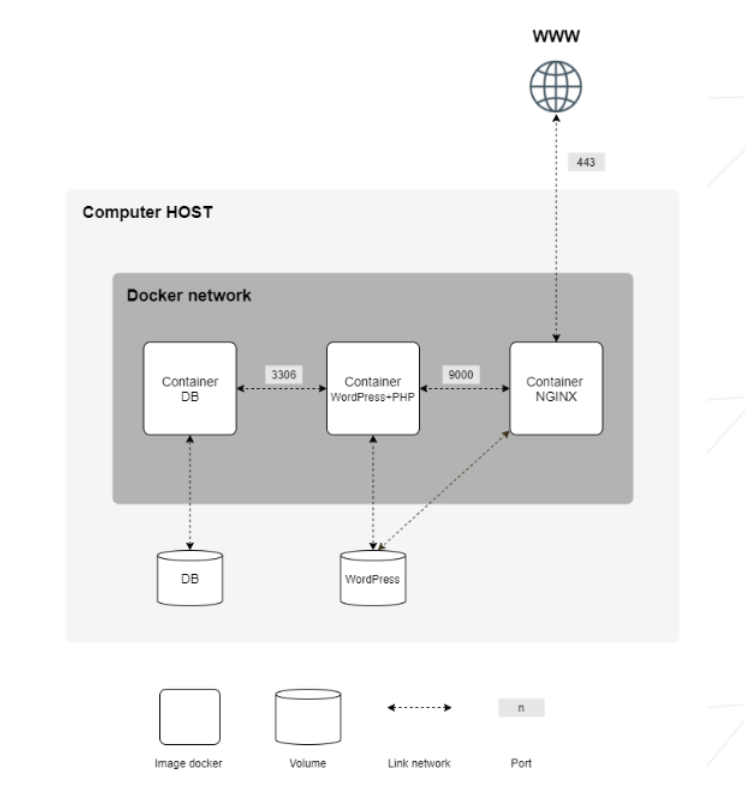 WWW
443
Computer HOST
Docker network
3306
9000
Container
DB
Container
WordPress+PHP
Container
NGINX
DB
WordPress
n
Image docker
Volume
Link network
Port